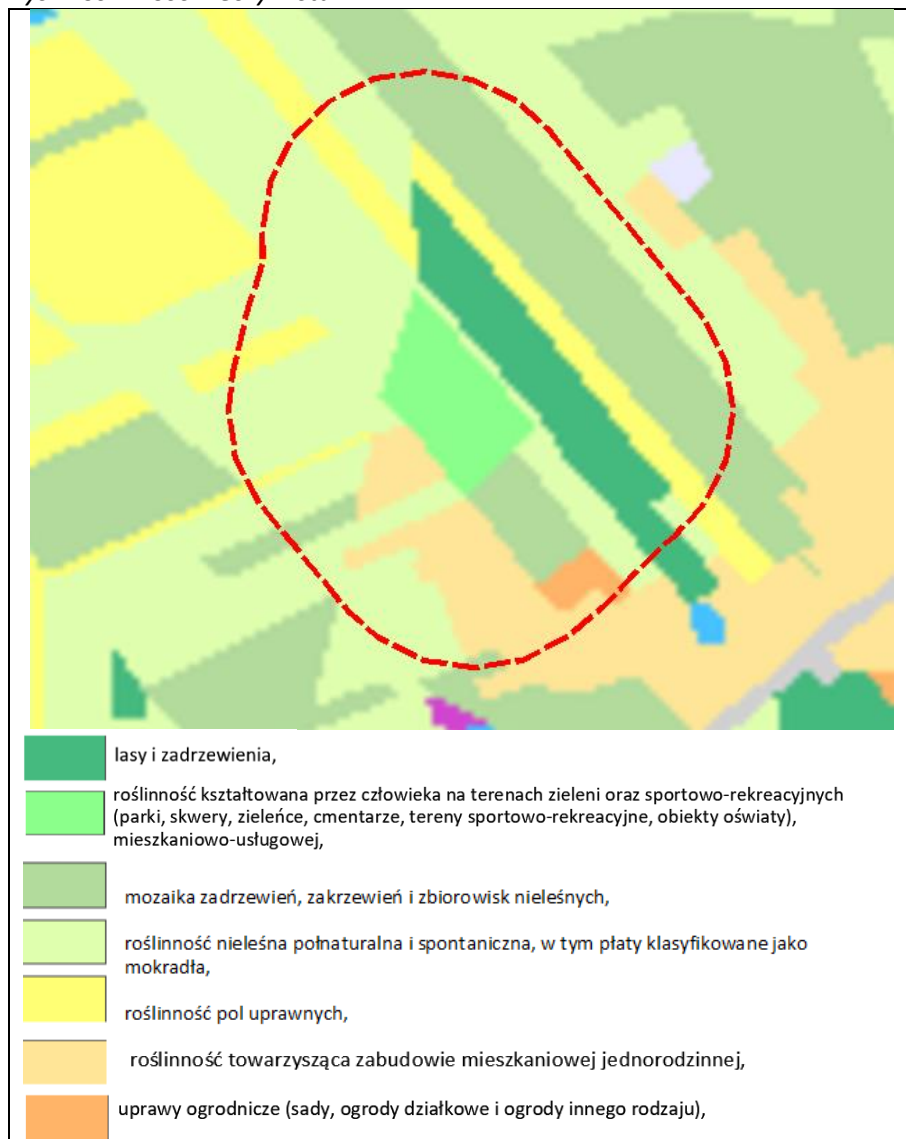 lasy i zadrzewienia,
roślinność kształtowana przez człowieka na terenach zieleni oraz sportowo-rekreacyjnych
(parki, skwery, zieleńce, cmentarze, tereny sportowo-rekreacyjne, obiekty oświaty),
mieszkaniowo-usługowej,
mozaika zadrzewień, zakrzewień i zbiorowisk nieleśnych,
roślinność nieleśna połnaturalna i spontaniczna, w tym płaty klasyfikowane jako
mokradła,
roślinność pol uprawnych,
roślinność towarzysząca zabudowie mieszkaniowej jednorodzinnej,
uprawy ogrodnicze (sady, ogrody działkowe i ogrody innego rodzaju),